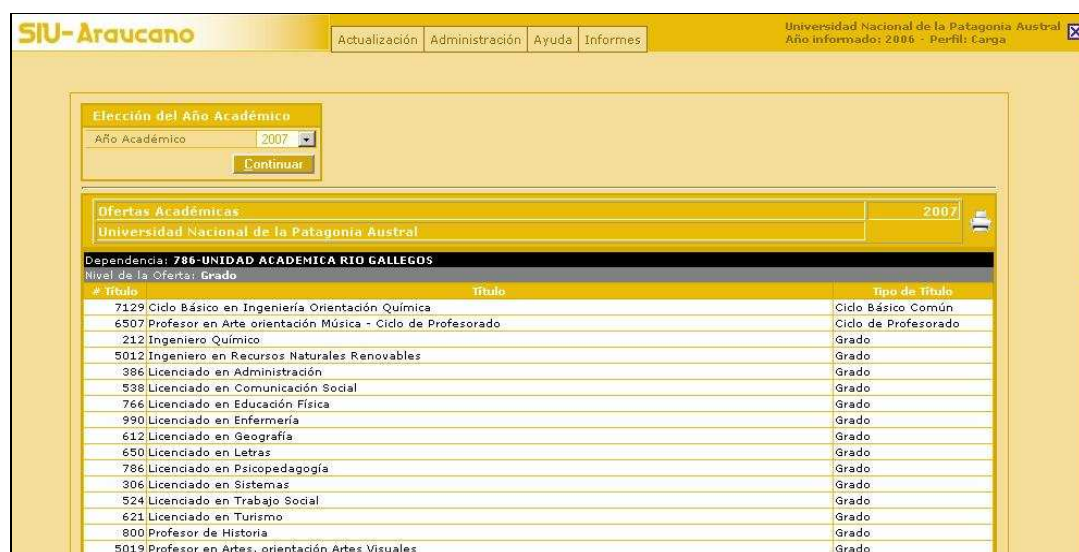 SIU-Araucano
Actualización Administración Ayuda Informes
Universidad Nacional de la Patagonia Austral
Año informado: 2006 - Perfil: Carga
Elección del Año Académico
Año Académico 2007
Continuar
Ofertas Académicas 2007
Universidad Nacional de la Patagonia Austral
Dependencia: 786-UNIDAD ACADEMICA RIO GALLEGOS
Nivel de la Oferta: Grado
# Título Título Tipo de Título
7129 Ciclo Básico en Ingeniería Orientación Química Ciclo Básico Común
6507 Profesor en Arte orientación Música - Ciclo de Profesorado Ciclo de Profesorado
212 Ingeniero Químico Grado
5012 Ingeniero en Recursos Naturales Renovables Grado
386 Licenciado en Administración Grado
538 Licenciado en Comunicación Social Grado
766 Licenciado en Educación Física Grado
990 Licenciado en Enfermería Grado
612 Licenciado en Geografía Grado
650 Licenciado en Letras Grado
786 Licenciado en Psicopedagogía Grado
306 Licenciado en Sistemas Grado
524 Licenciado en Trabajo Social Grado
621 Licenciado en Turismo Grado
800 Profesor de Historia Grado
5019 Profesor en Artes, orientación Artes Visuales Grado